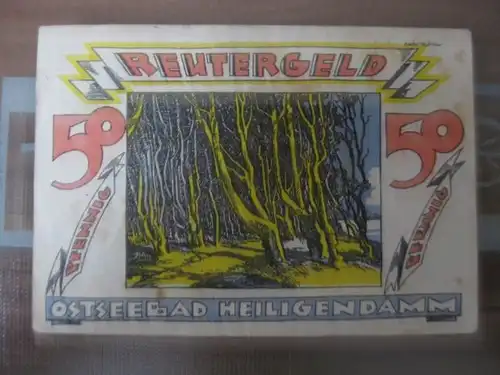 REUTERGELD
50 50
PFENNIG PFENNIG
OSTSEEBAD HEILIGENDAMM